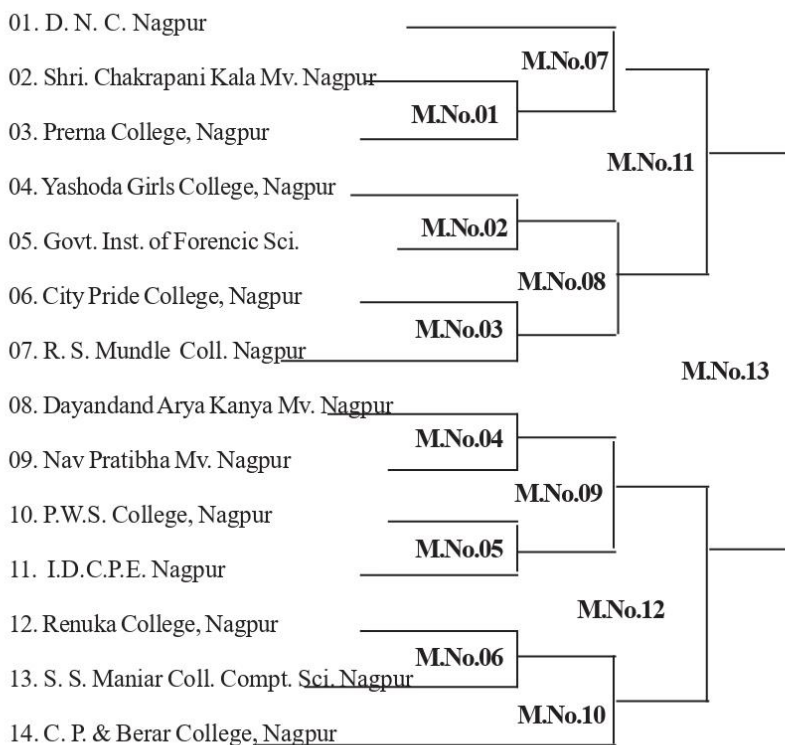 01. D. N. C. Nagpur
M.No.07
02. Shri. Chakrapani Kala Mv. Nagpur
M.No.01
03. Prerna College, Nagpur
M.No.11
04. Yashoda Girls College, Nagpur
M.No.02
05. Govt. Inst. of Forencic Sci.
M.No.08
06. City Pride College, Nagpur
M.No.03
07. R. S. Mundle Coll. Nagpur
M.No.13
08. Dayandand Arya Kanya Mv. Nagpur
M.No.04
09. Nav Pratibha Mv. Nagpur
M.No.09
10. P.W.S. College, Nagpur
M.No.05
11. I.D.C.P.E. Nagpur
M.No.12
12. Renuka College, Nagpur
M.No.06
13. S. S. Maniar Coll. Compt. Sci. Nagpur
M.No.10
14. C. P. & Berar College, Nagpur